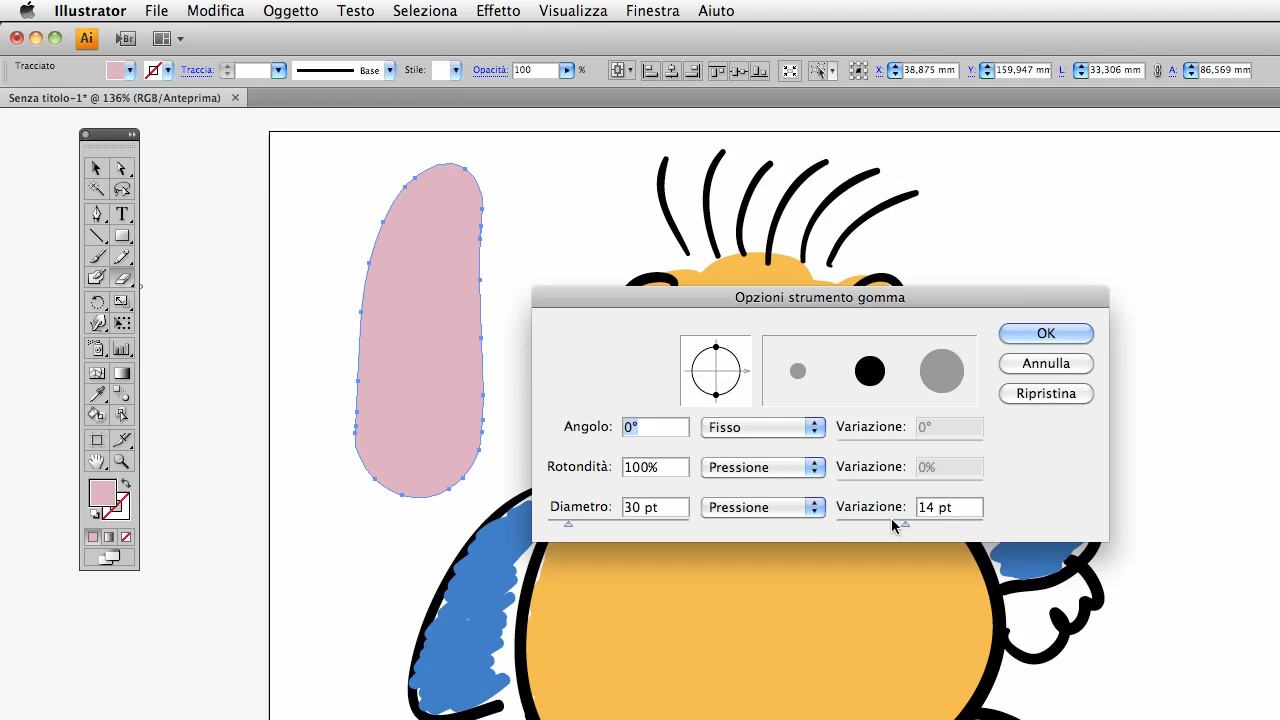 Illustrator File Modifica Oggetto Testo Seleziona Effetto Visualizza Finestra Aiuto
Ai Br
Tracciato Traccia: Base Stile: Opacità: 100 % X: 38,875 mm Y: 159,947 mm L: 33,306 mm A: 86,569 mm
Senza titolo-1* @ 136% (RGB/Anteprima)
T
Opzioni strumento gomma
OK
Annulla
Ripristina
Angolo: 0° Fisso Variazione: 0°
Rotondità: 100% Pressione Variazione: 0%
Diametro: 30 pt Pressione Variazione: 14 pt